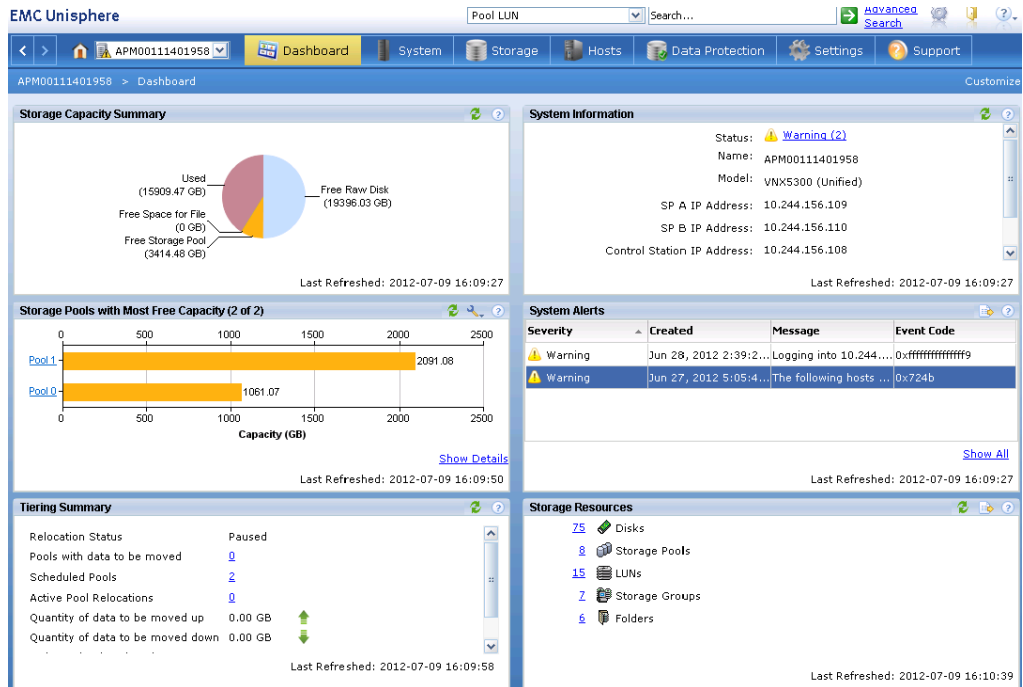 EMC Unisphere
Pool LUN
Search...
Advanced Search
APM00111401958
Dashboard
System
Storage
Hosts
Data Protection
Settings
Support
APM00111401958 > Dashboard
Customize
Storage Capacity Summary
Used
(15909.47 GB)
Free Space for File
(0 GB)
Free Storage Pool
(3414.48 GB)
Free Raw Disk
(19396.03 GB)
Last Refreshed: 2012-07-09 16:09:27
System Information
Status: Warning (2)
Name: APM00111401958
Model: VNX5300 (Unified)
SP A IP Address: 10.244.156.109
SP B IP Address: 10.244.156.110
Control Station IP Address: 10.244.156.108
Last Refreshed: 2012-07-09 16:09:27
Storage Pools with Most Free Capacity (2 of 2)
0 500 1000 1500 2000 2500
Pool 1 2091.08
Pool 0 1061.07
0 500 1000 1500 2000 2500
Capacity (GB)
Show Details
Last Refreshed: 2012-07-09 16:09:50
System Alerts
Severity Created Message Event Code
Warning Jun 28, 2012 2:39:2... Logging into 10.244.... 0xfffffffffffffff9
Warning Jun 27, 2012 5:05:4... The following hosts ... 0x724b
Show All
Last Refreshed: 2012-07-09 16:09:27
Tiering Summary
Relocation Status Paused
Pools with data to be moved 0
Scheduled Pools 2
Active Pool Relocations 0
Quantity of data to be moved up 0.00 GB
Quantity of data to be moved down 0.00 GB
Last Refreshed: 2012-07-09 16:09:58
Storage Resources
75 Disks
8 Storage Pools
15 LUNs
7 Storage Groups
6 Folders
Last Refreshed: 2012-07-09 16:10:39